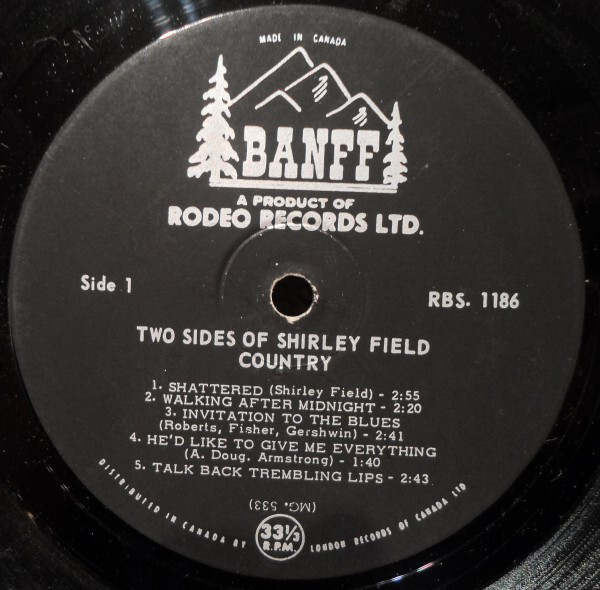 MADE IN CANADA
BANFF
A PRODUCT OF
RODEO RECORDS LTD.
Side 1
RBS. 1186
TWO SIDES OF SHIRLEY FIELD
COUNTRY
1. SHATTERED (Shirley Field) - 2:55
2. WALKING AFTER MIDNIGHT - 2:20
3. INVITATION TO THE BLUES
(Roberts, Fisher, Gershwin) - 2:41
4. HE'D LIKE TO GIVE ME EVERYTHING
(A. Doug. Armstrong) - 1:40
5. TALK BACK TREMBLING LIPS - 2:43
(MG. 533)
33⅓
R.P.M.
DISTRIBUTED IN CANADA BY LONDON RECORDS OF CANADA LTD